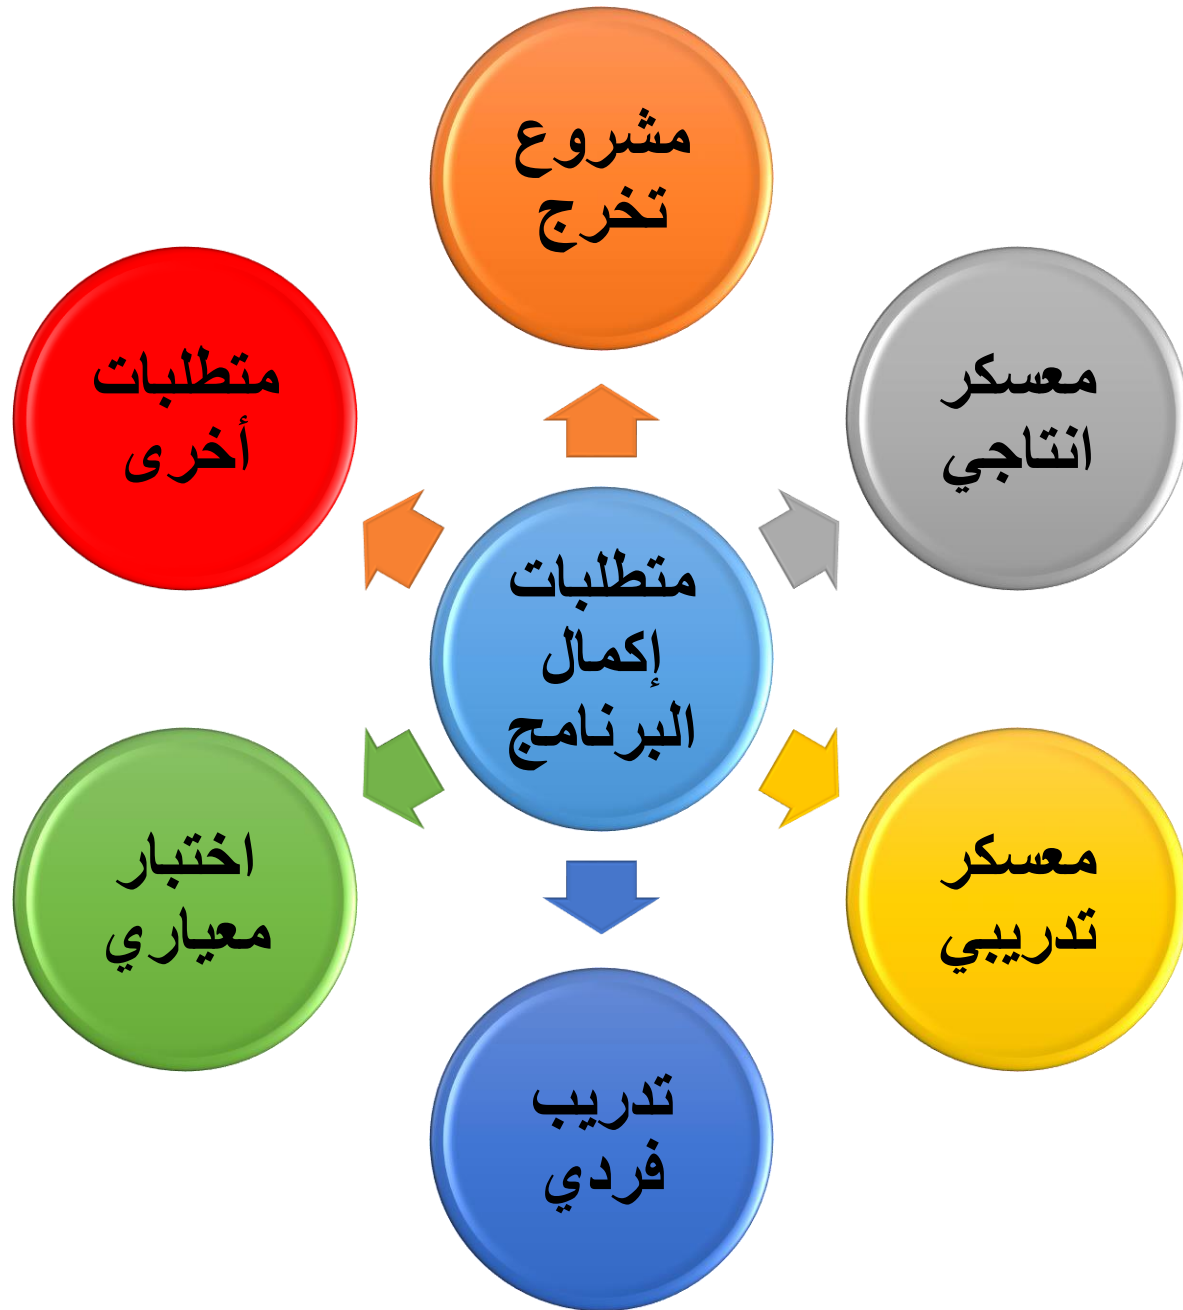 مشروع
تخرج
معسكر
انتاجي
متطلبات
أخرى
متطلبات
إكمال
البرنامج
معسكر
تدريبي
اختبار
معياري
تدريب
فردي